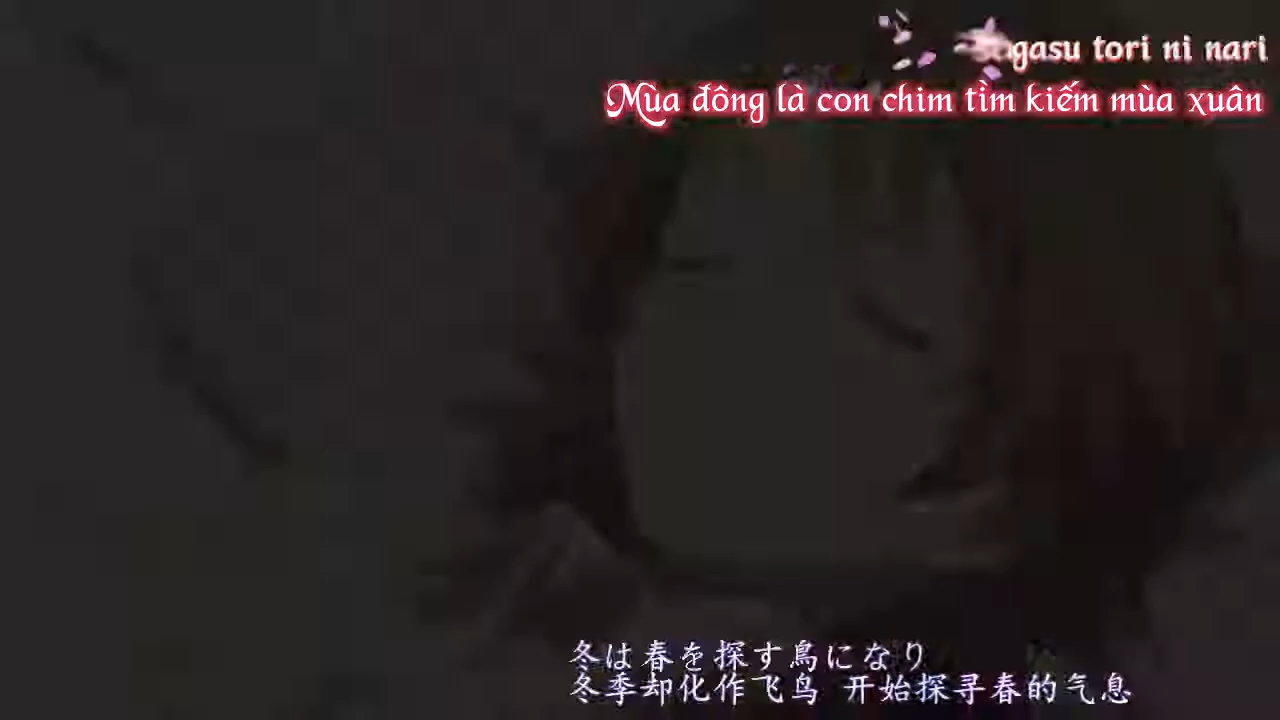 gasu tori ni nari
Mùa đông là con chim tìm kiếm mùa xuân
冬は春を探す鳥になり
冬季却化作飞鸟 开始探寻春的气息